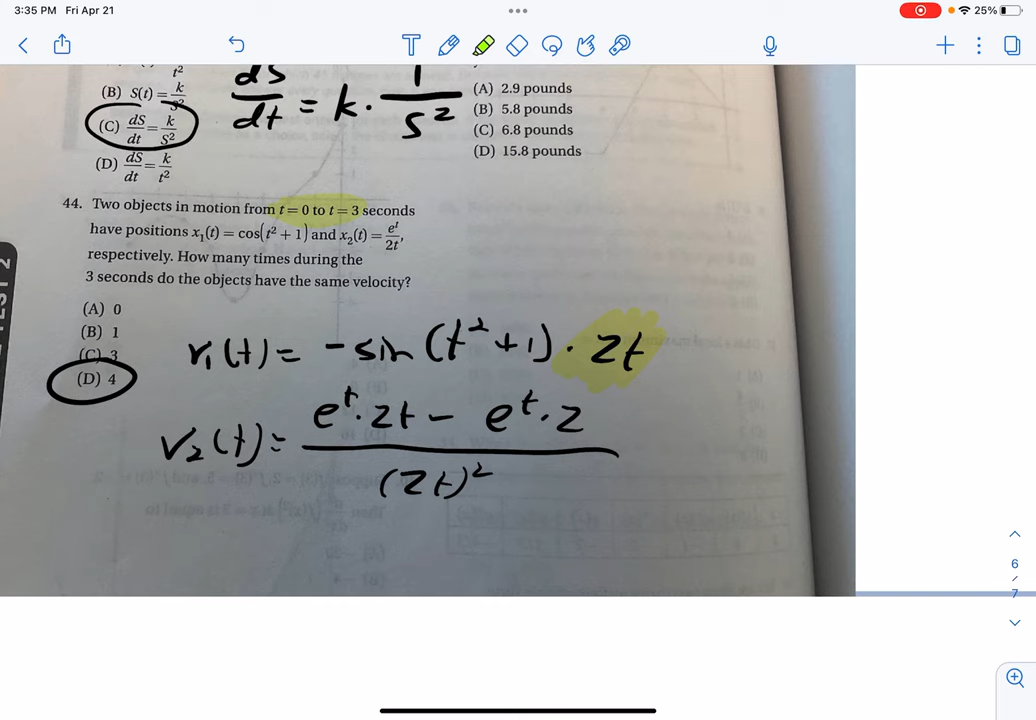 3:35 PM Fri Apr 21
25%
t²
(B) S(t) = k/S²
(C) dS/dt = k/S²
(D) dS/dt = k/t²
dS/dt = k · 1/S²
(A) 2.9 pounds
(B) 5.8 pounds
(C) 6.8 pounds
(D) 15.8 pounds
44. Two objects in motion from t = 0 to t = 3 seconds
have positions x₁(t) = cos(t² + 1) and x₂(t) = eᵗ/2t,
respectively. How many times during the
3 seconds do the objects have the same velocity?
(A) 0
(B) 1
(C) 3
(D) 4
v₁(t) = -sin(t² + 1) · 2t
v₂(t) = (eᵗ · 2t - eᵗ · 2)/(2t)²
TEST 2
6
/
7